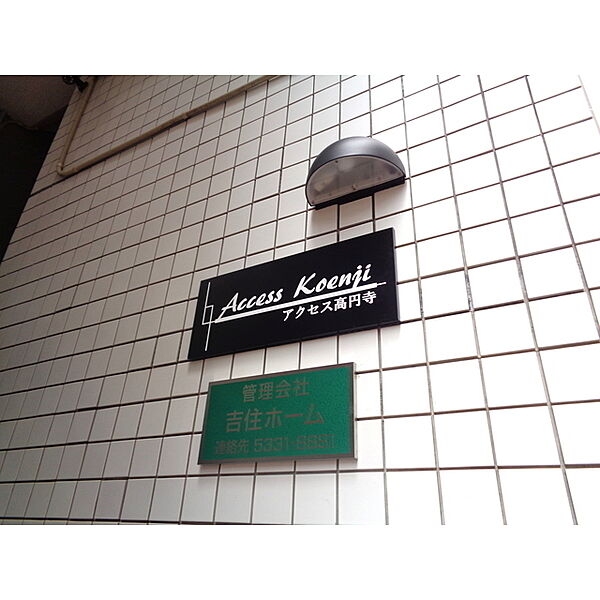 Access Koenji
アクセス高円寺
管理会社
吉住ホーム
連絡先 5331-8881